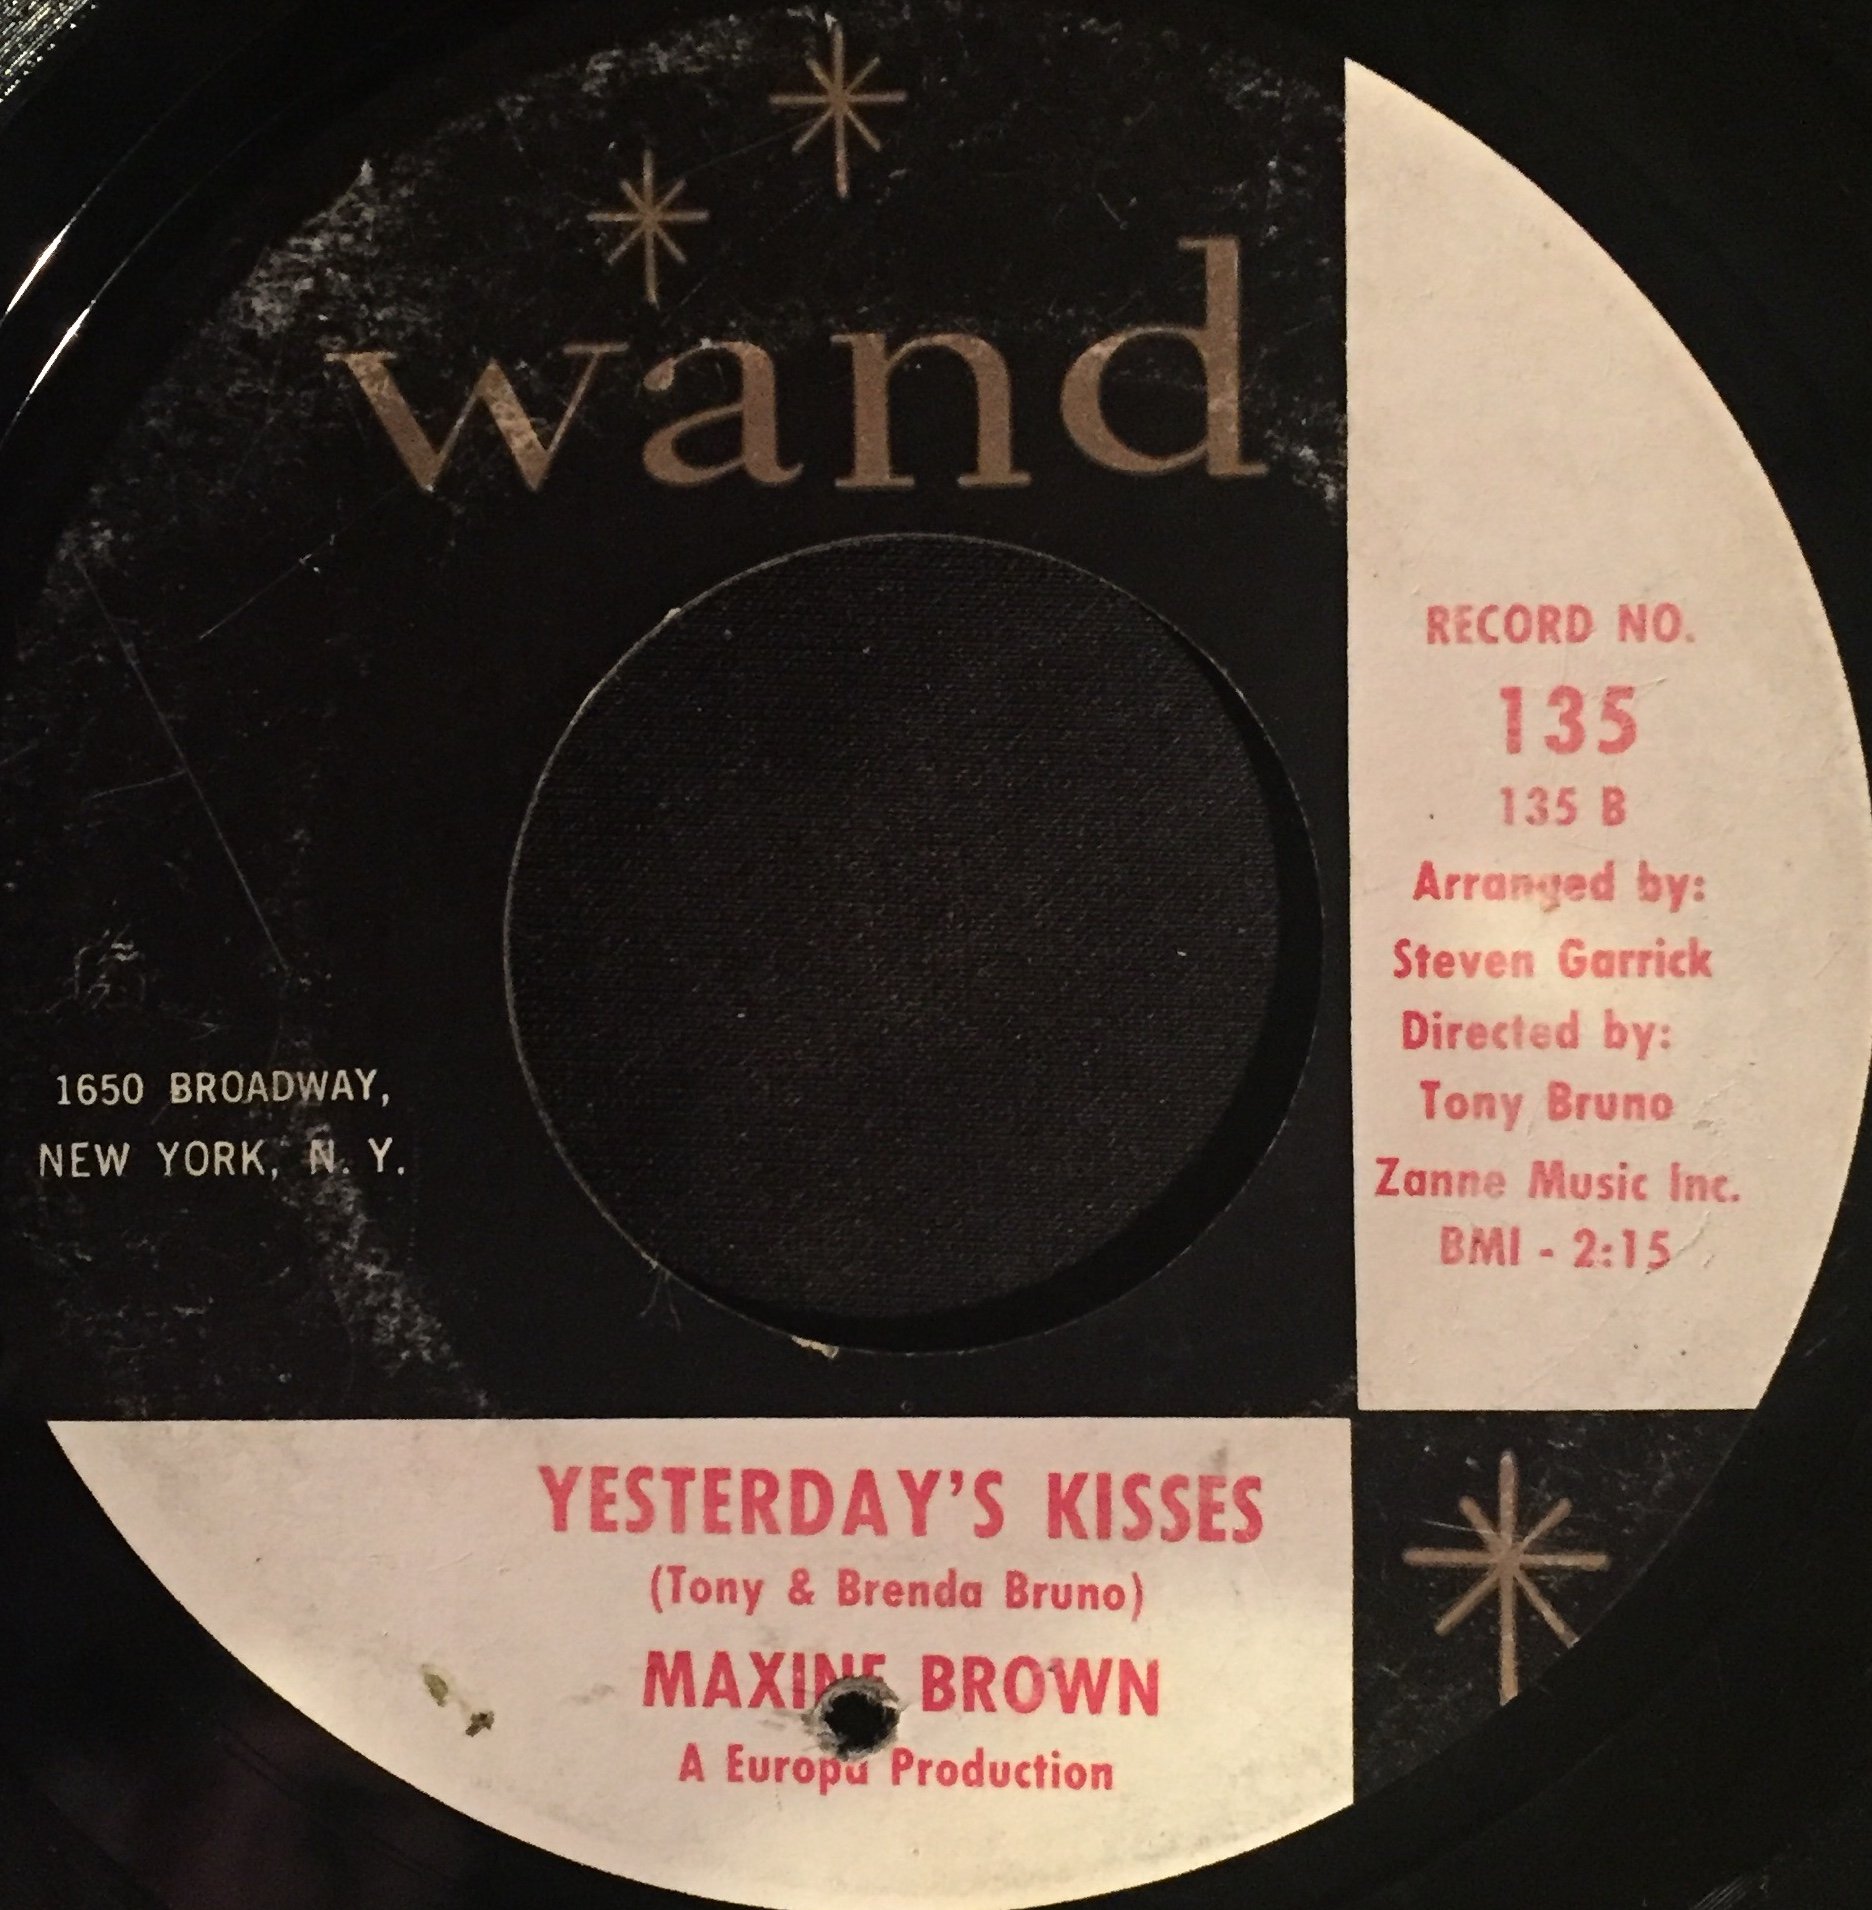 wand
RECORD NO.
135
135 B
Arranged by:
Steven Garrick
Directed by:
Tony Bruno
Zanne Music Inc.
BMI - 2:15
1650 BROADWAY,
NEW YORK, N. Y.
YESTERDAY'S KISSES
(Tony & Brenda Bruno)
MAXINE BROWN
A Europa Production